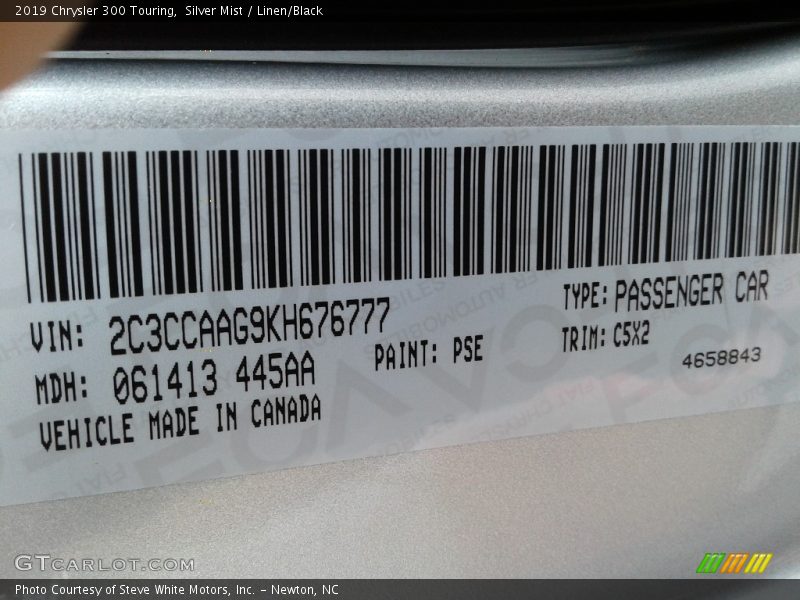 2019 Chrysler 300 Touring,  Silver Mist / Linen/Black
VIN: 2C3CCAAG9KH676777
TYPE: PASSENGER CAR
MDH: 061413 445AA
PAINT: PSE
TRIM: C5X2
4658843
VEHICLE MADE IN CANADA
GTCARLOT.COM
Photo Courtesy of Steve White Motors, Inc. – Newton, NC